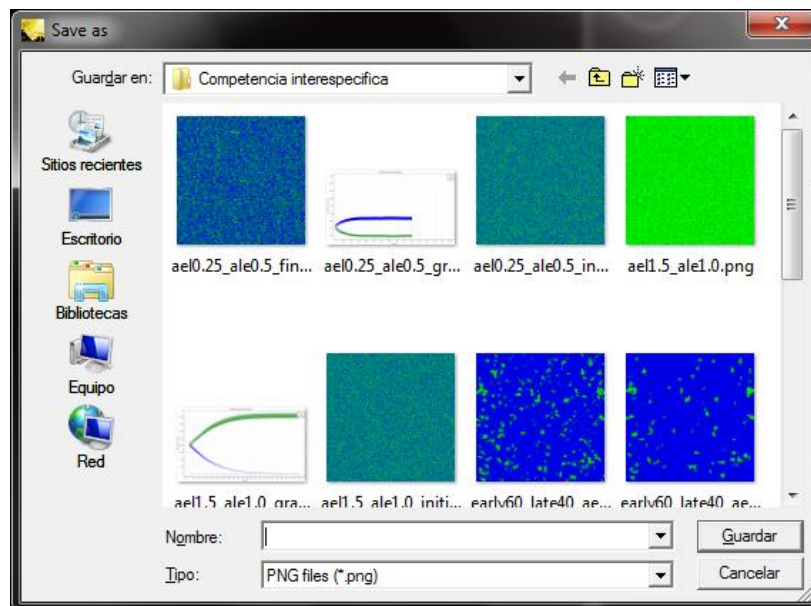 Save as
Guardar en:
Competencia interespecifica
Sitios recientes
Escritorio
Bibliotecas
Equipo
Red
ael0.25_ale0.5_fin... ael0.25_ale0.5_gr... ael0.25_ale0.5_in... ael1.5_ale1.0.png
ael1.5_ale1.0_gra... ael1.5_ale1.0_initi... early60_late40_ae... early60_late40_ae...
Nombre:
Guardar
Tipo:
PNG files (*.png)
Cancelar